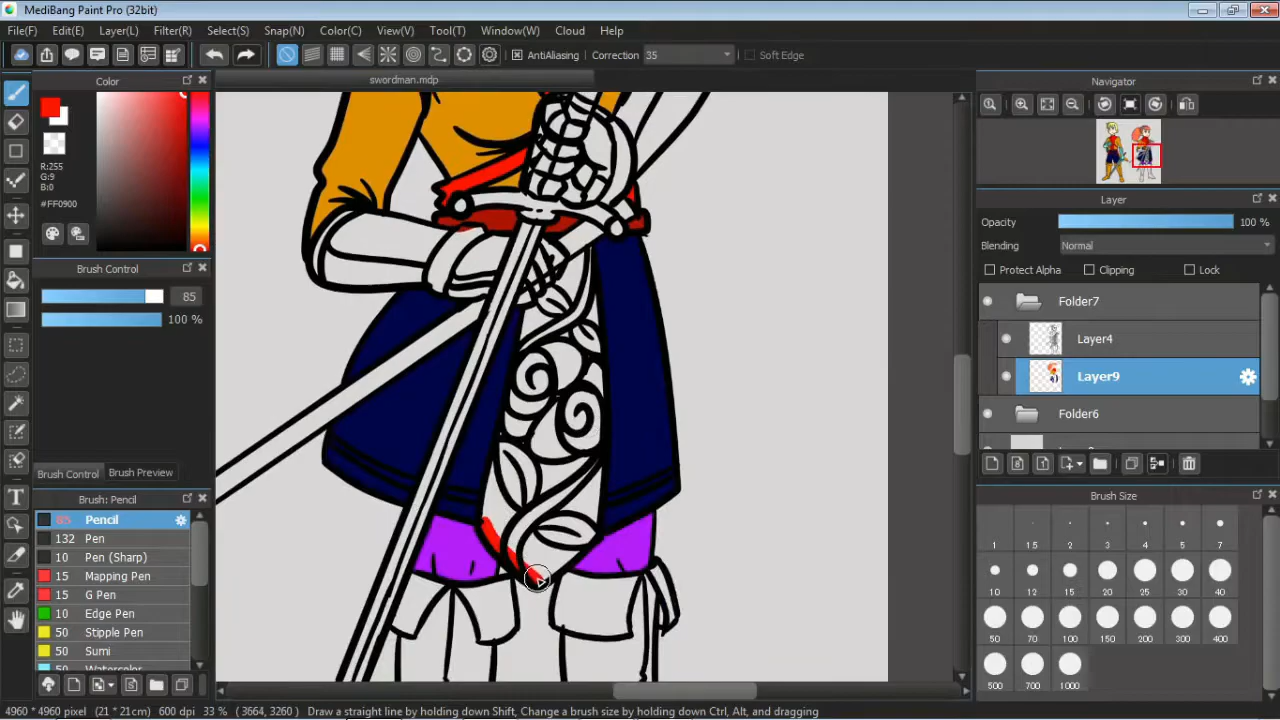 MediBang Paint Pro (32bit)
File(F) Edit(E) Layer(L) Filter(R) Select(S) Snap(N) Color(C) View(V) Tool(T) Window(W) Cloud Help
AntiAliasing Correction 35 Soft Edge
Color
swordman.mdp
Navigator
R:255
G:9
B:0
#FF0900
Layer
Opacity 100 %
Blending Normal
Protect Alpha Clipping Lock
Brush Control
85
100 %
Folder7
Layer4
Layer9
Folder6
Brush Control Brush Preview
Brush: Pencil
85 Pencil
132 Pen
10 Pen (Sharp)
15 Mapping Pen
15 G Pen
10 Edge Pen
50 Stipple Pen
50 Sumi
50 Watercolor
Brush Size
1 1.5 2 3 4 5 7
10 12 15 20 25 30 40
50 70 100 150 200 300 400
500 700 1000
4960 * 4960 pixel (21 * 21cm) 600 dpi 33 % ( 3664, 3260 ) Draw a straight line by holding down Shift, Change a brush size by holding down Ctrl, Alt, and dragging